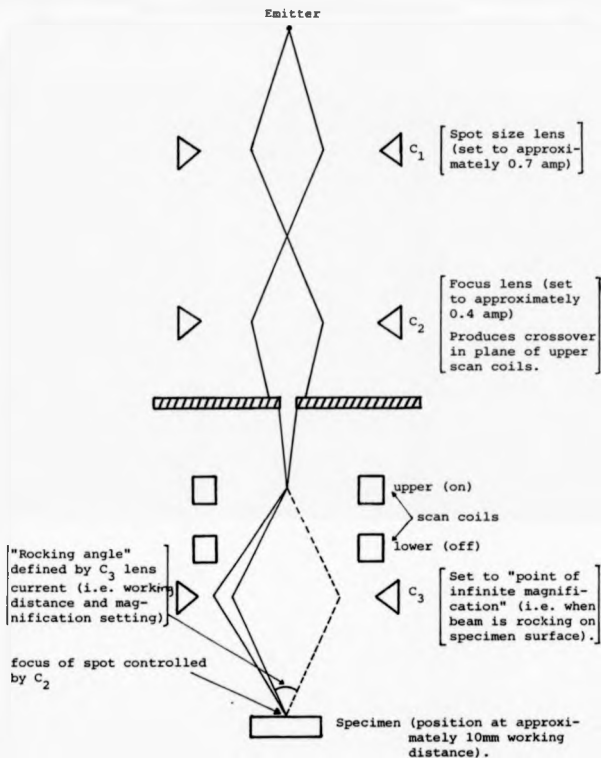 Emitter
C1
Spot size lens
(set to approxi-
mately 0.7 amp)
C2
Focus lens (set
to approximately
0.4 amp)
Produces crossover
in plane of upper
scan coils.
upper (on)
scan coils
lower (off)
"Rocking angle"
defined by C3 lens
current (i.e. working
distance and mag-
nification setting)
C3
Set to "point of
infinite magnifi-
cation" (i.e. when
beam is rocking on
specimen surface).
focus of spot controlled
by C2
Specimen (position at approxi-
mately 10mm working
distance).